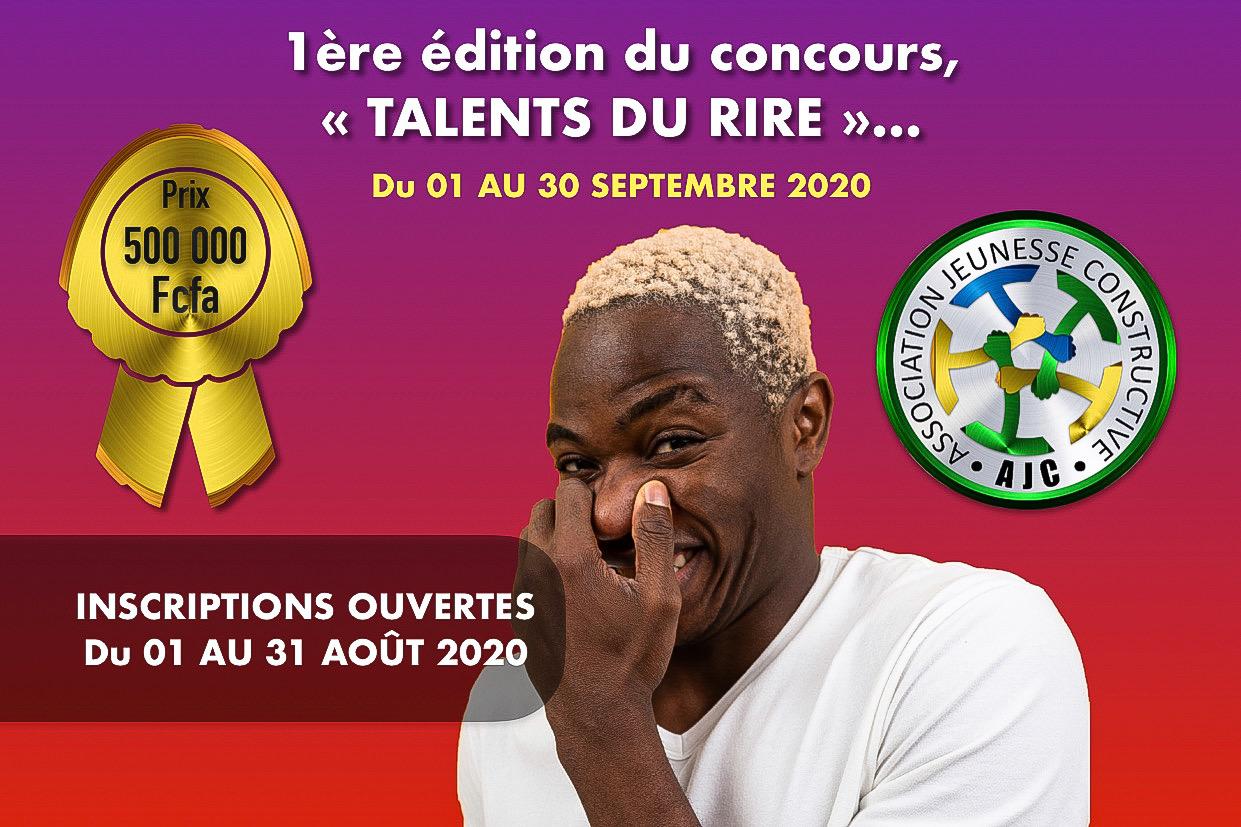 1ère édition du concours,
« TALENTS DU RIRE »...
Du 01 AU 30 SEPTEMBRE 2020
Prix
500 000
Fcfa
ASSOCIATION JEUNESSE CONSTRUCTIVE
• AJC •
INSCRIPTIONS OUVERTES
Du 01 AU 31 AOÛT 2020